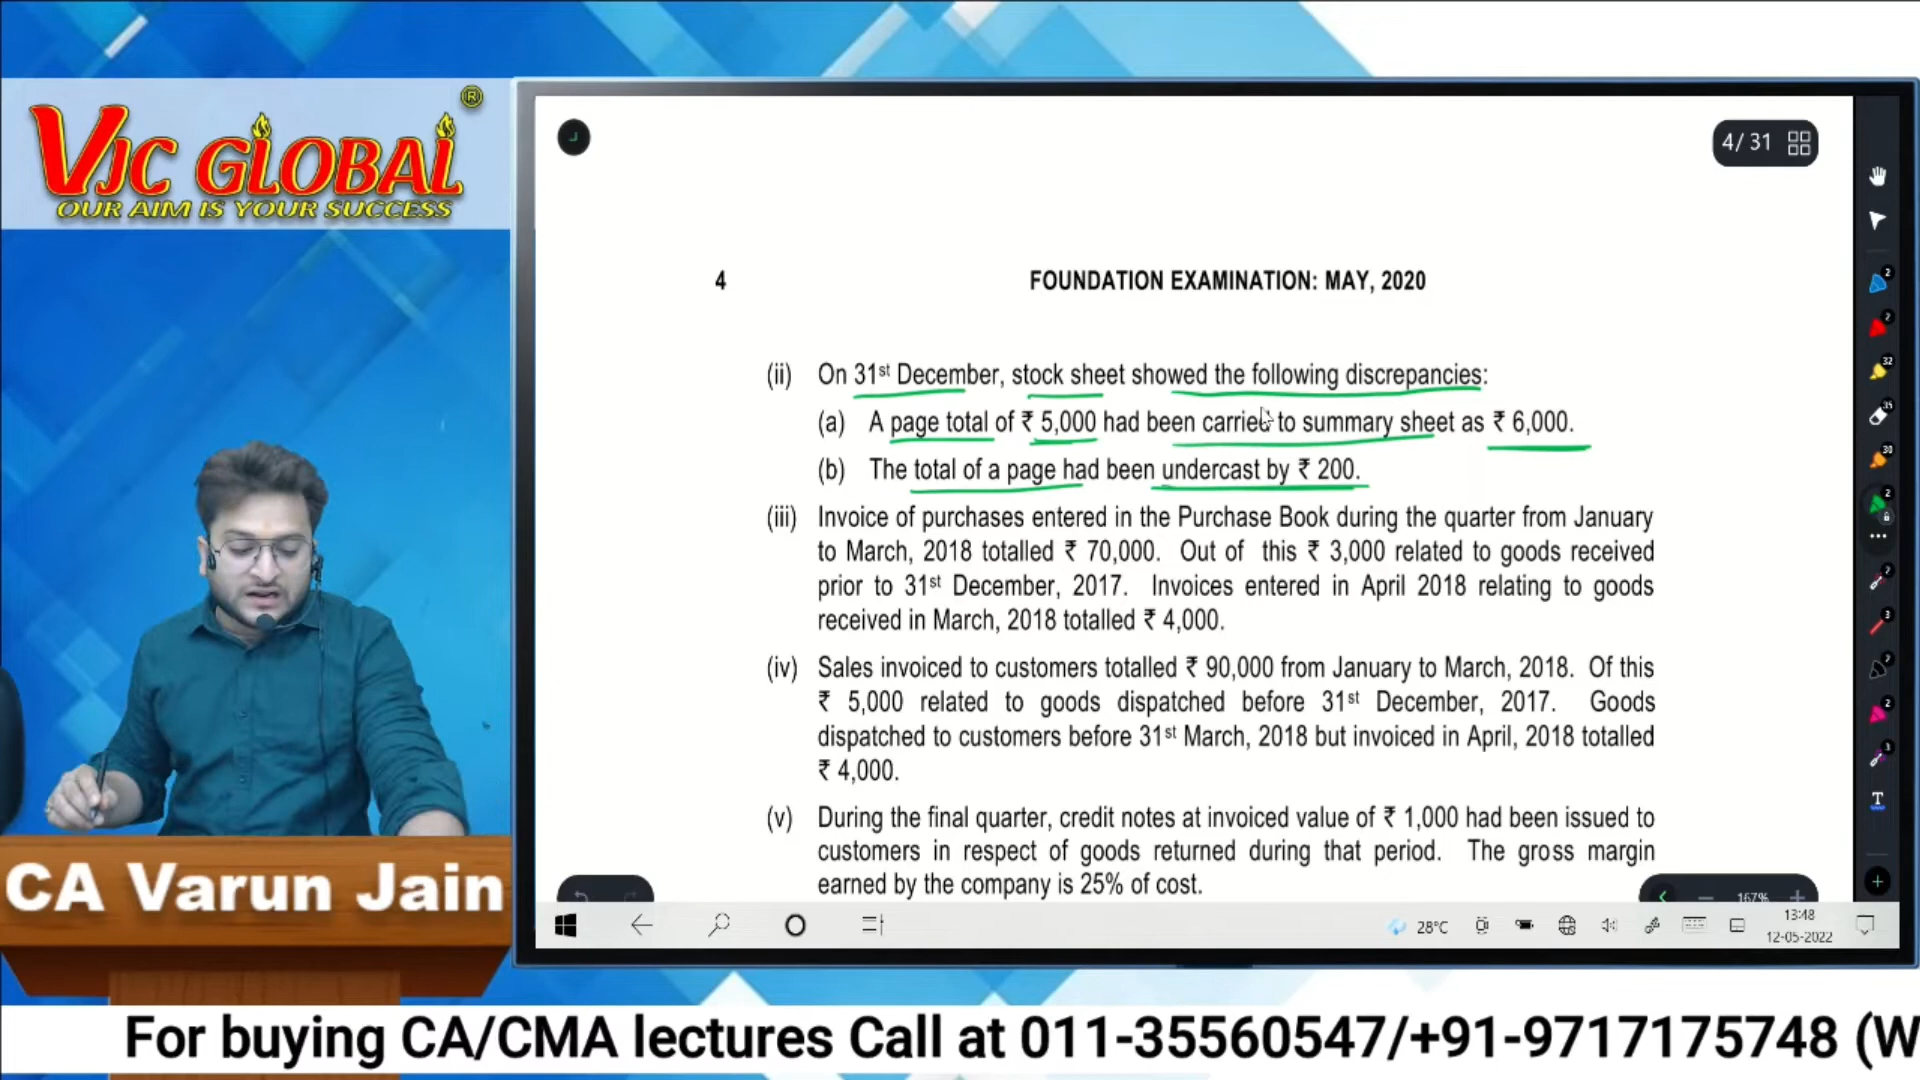 VJC GLOBAL ®
OUR AIM IS YOUR SUCCESS
4/ 31
4 FOUNDATION EXAMINATION: MAY, 2020
(ii) On 31st December, stock sheet showed the following discrepancies:
(a) A page total of ₹ 5,000 had been carried to summary sheet as ₹ 6,000.
(b) The total of a page had been undercast by ₹ 200.
(iii) Invoice of purchases entered in the Purchase Book during the quarter from January
to March, 2018 totalled ₹ 70,000. Out of this ₹ 3,000 related to goods received
prior to 31st December, 2017. Invoices entered in April 2018 relating to goods
received in March, 2018 totalled ₹ 4,000.
(iv) Sales invoiced to customers totalled ₹ 90,000 from January to March, 2018. Of this
₹ 5,000 related to goods dispatched before 31st December, 2017. Goods
dispatched to customers before 31st March, 2018 but invoiced in April, 2018 totalled
₹ 4,000.
(v) During the final quarter, credit notes at invoiced value of ₹ 1,000 had been issued to
customers in respect of goods returned during that period. The gross margin
earned by the company is 25% of cost.
167%
28°C
13:48
12-05-2022
CA Varun Jain
For buying CA/CMA lectures Call at 011-35560547/+91-9717175748 (W